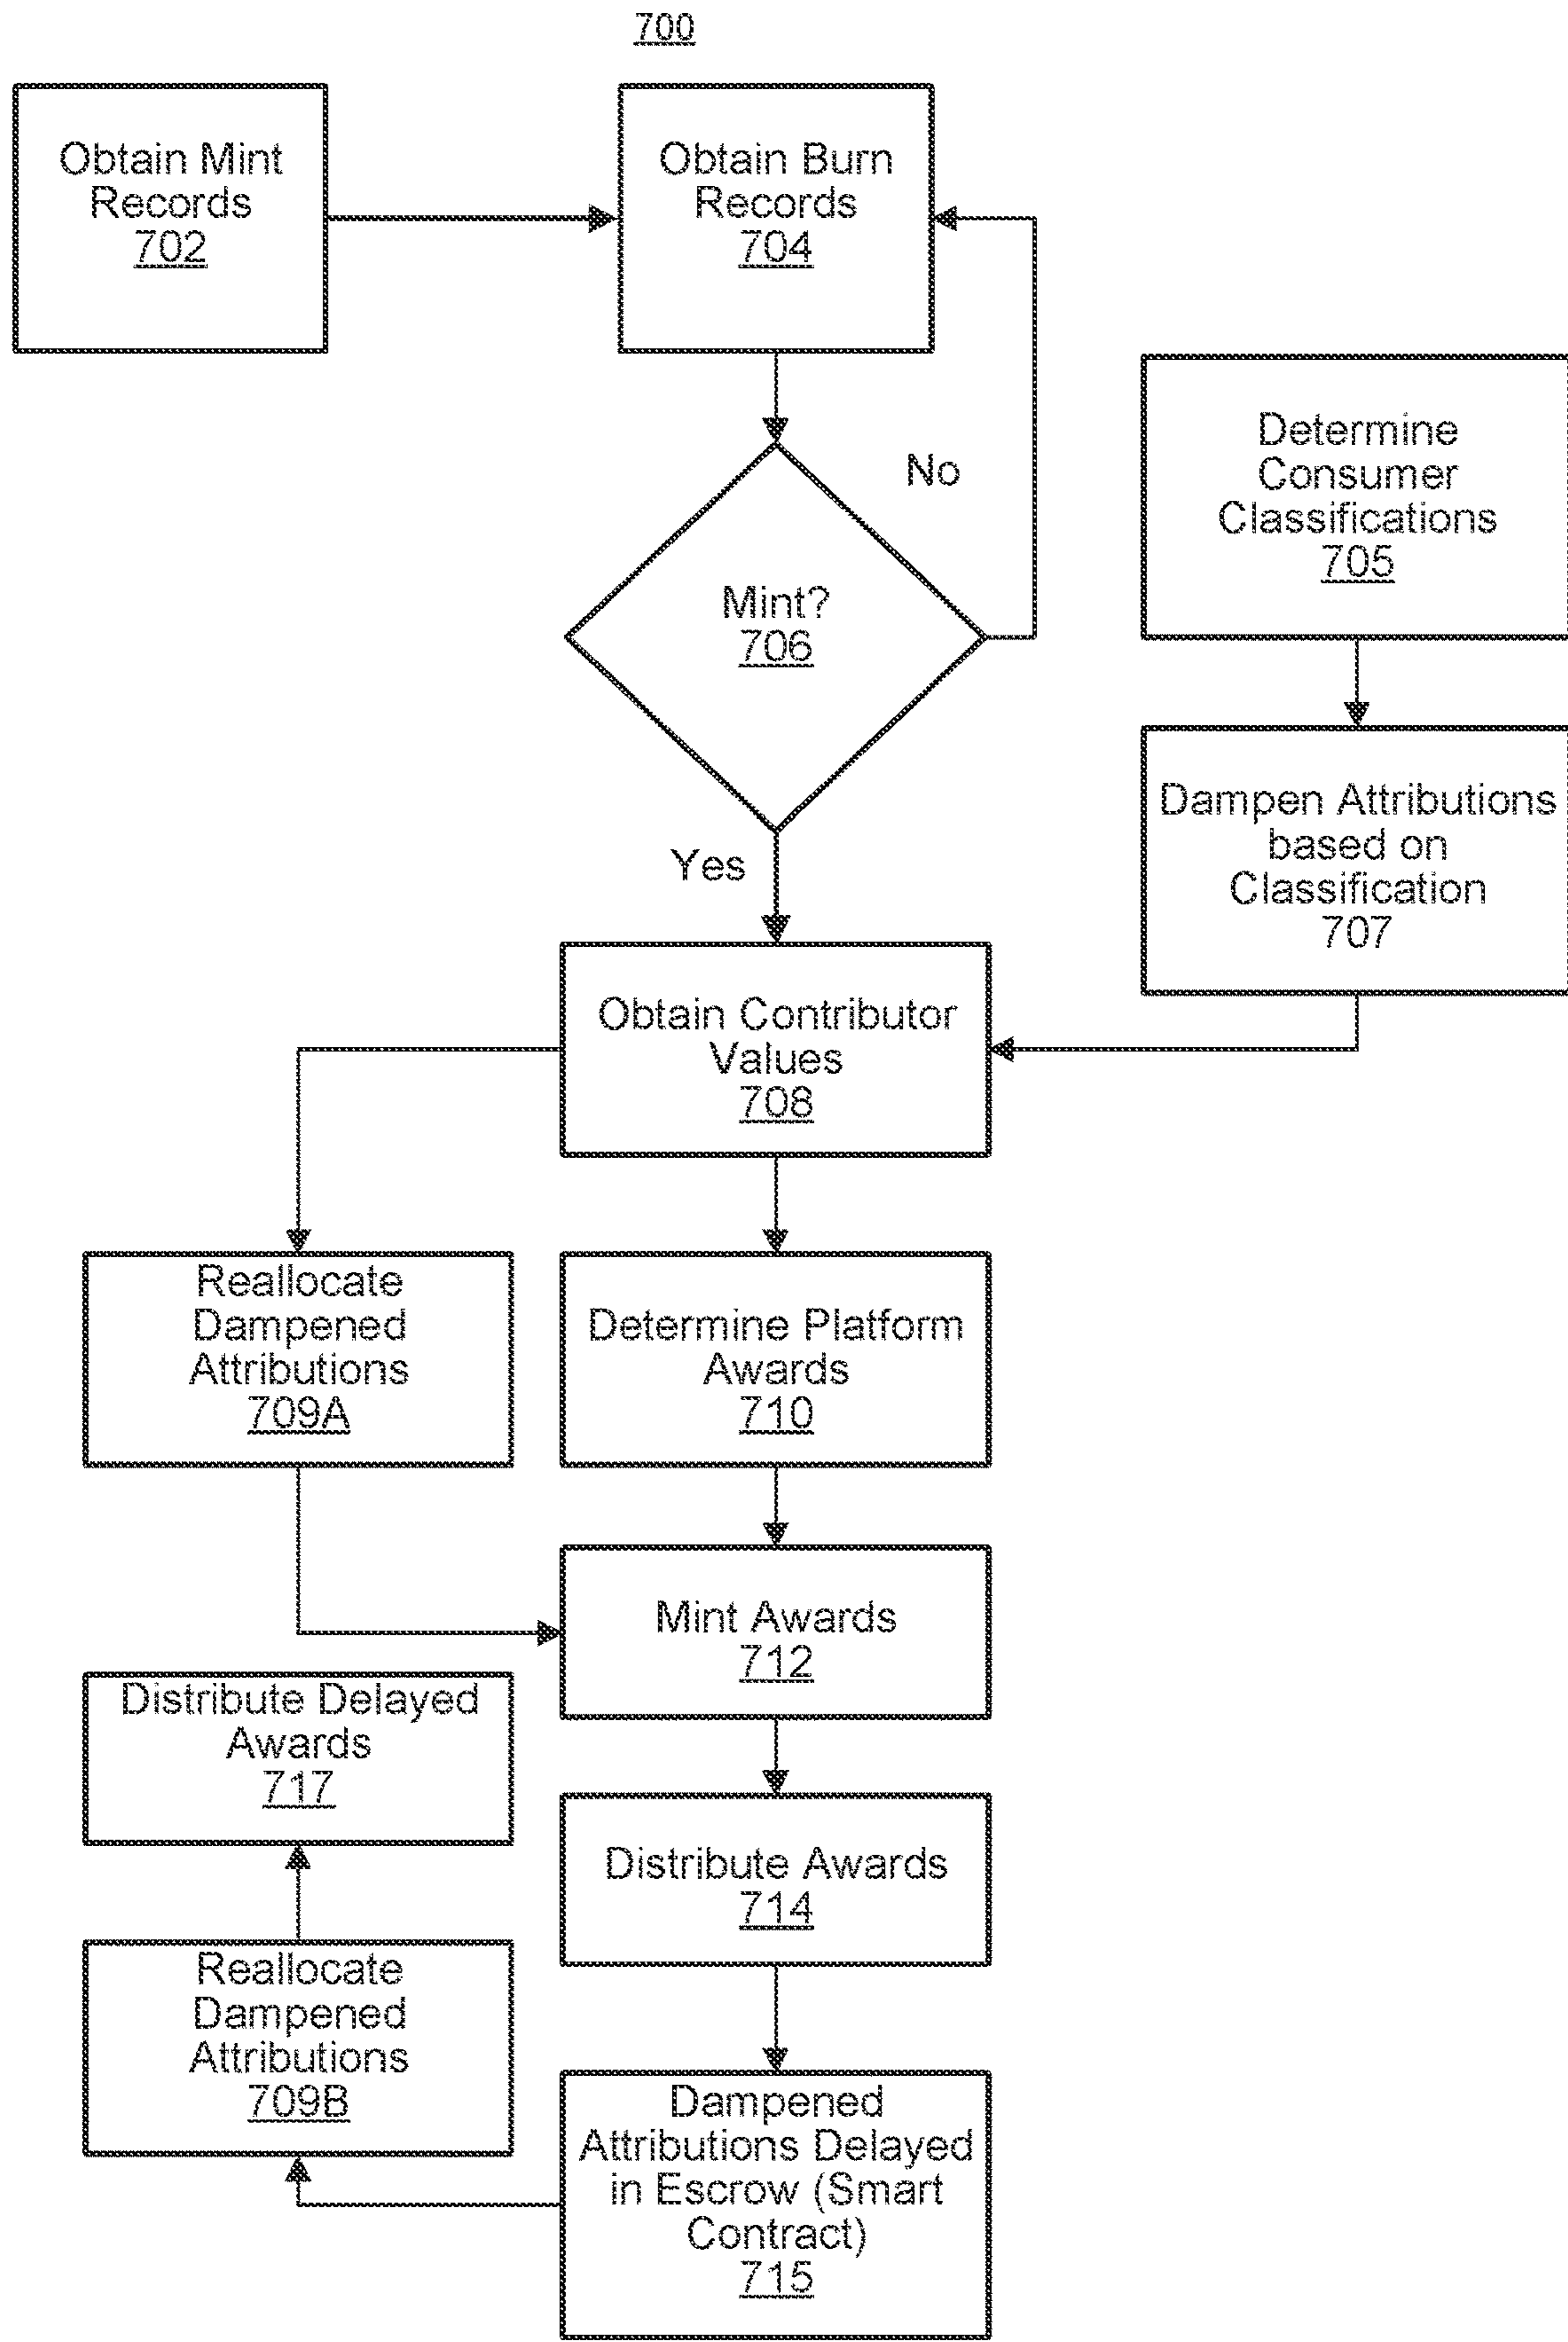 700
Obtain Mint
Records
702
Obtain Burn
Records
704
No
Determine
Consumer
Classifications
705
Mint?
706
Yes
Dampen Attributions
based on
Classification
707
Obtain Contributor
Values
708
Reallocate
Dampened
Attributions
709A
Determine Platform
Awards
710
Mint Awards
712
Distribute Delayed
Awards
717
Distribute Awards
714
Reallocate
Dampened
Attributions
709B
Dampened
Attributions Delayed
in Escrow (Smart
Contract)
715